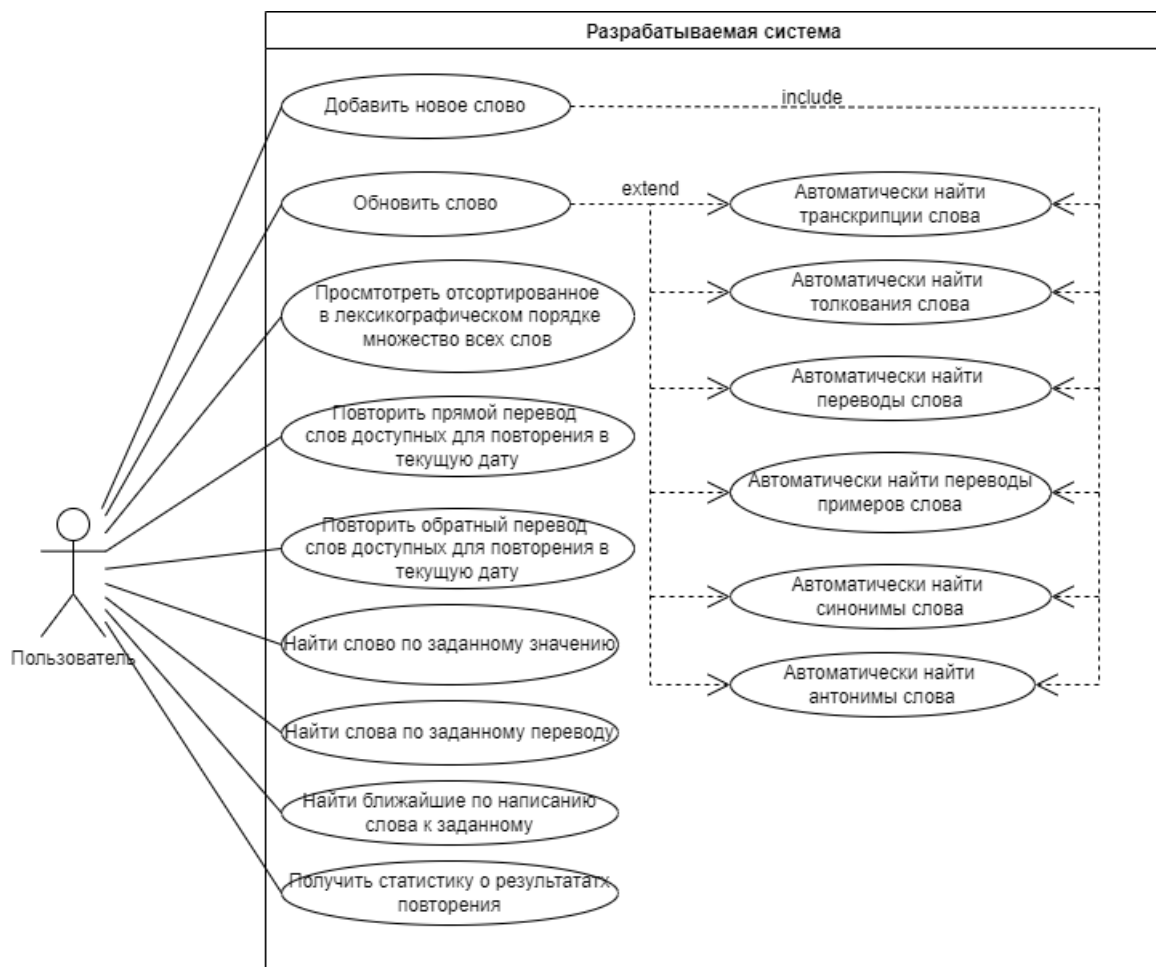 Разрабатываемая система
Добавить новое слово
include
Обновить слово
extend
Автоматически найти
транскрипции слова
Просмтотреть отсортированное
в лексикографическом порядке
множество всех слов
Автоматически найти
толкования слова
Автоматически найти
переводы слова
Повторить прямой перевод
слов доступных для повторения в
текущую дату
Автоматически найти переводы
примеров слова
Повторить обратный перевод
слов доступных для повторения в
текущую дату
Автоматически найти
синонимы слова
Найти слово по заданному значению
Пользователь
Автоматически найти
антонимы слова
Найти слова по заданному переводу
Найти ближайшие по написанию
слова к заданному
Получить статистику о результататх
повторения